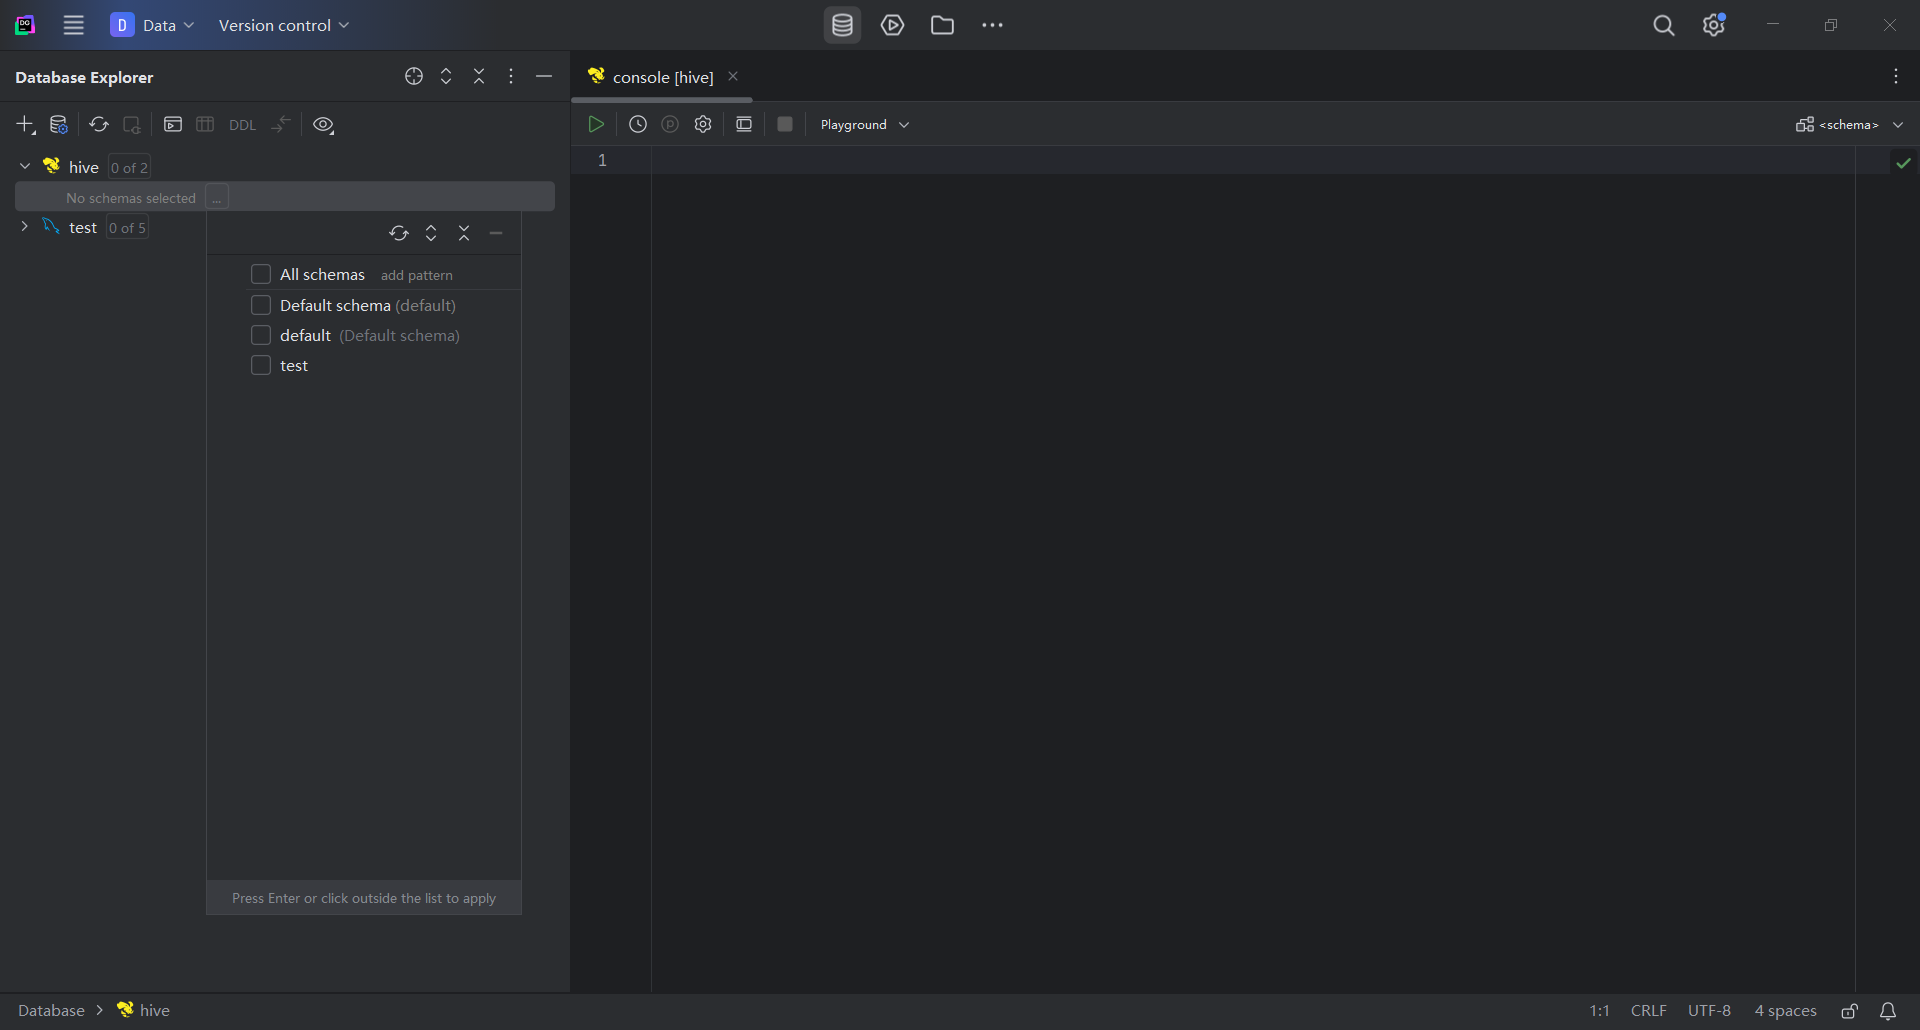 D Data Version control
Database Explorer
console [hive]
DDL
Playground
<schema>
hive 0 of 2
No schemas selected ...
test 0 of 5
All schemas add pattern
Default schema (default)
default (Default schema)
test
Press Enter or click outside the list to apply
1
Database > hive
1:1 CRLF UTF-8 4 spaces